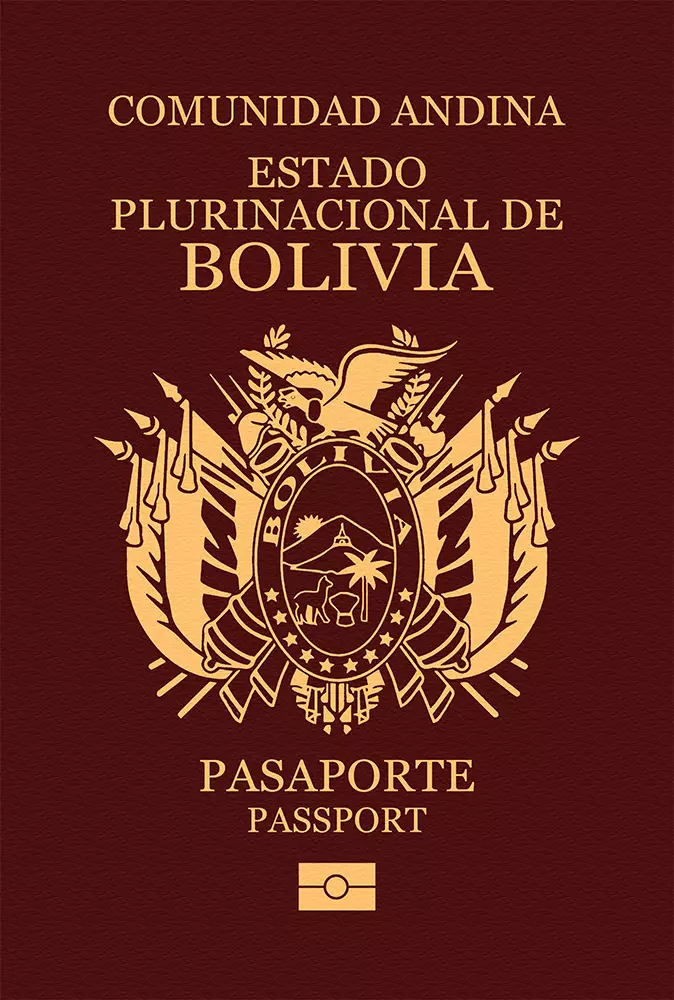 COMUNIDAD ANDINA
ESTADO
PLURINACIONAL DE
BOLIVIA
BOLIVIA
PASAPORTE
PASSPORT